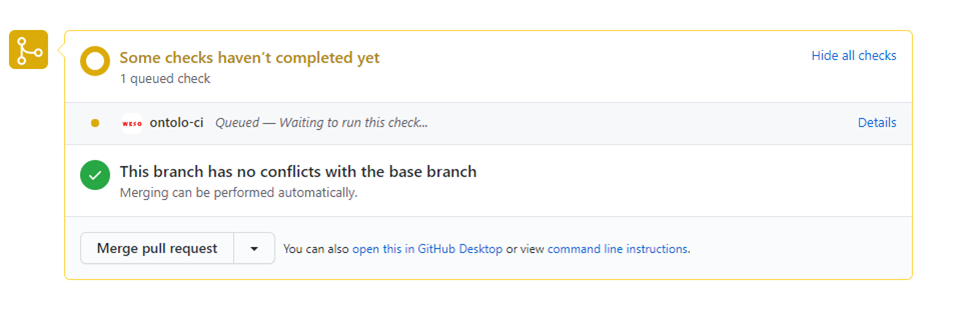 Some checks haven't completed yet
Hide all checks
1 queued check
WESO ontolo-ci Queued — Waiting to run this check...
Details
This branch has no conflicts with the base branch
Merging can be performed automatically.
Merge pull request
You can also open this in GitHub Desktop or view command line instructions.